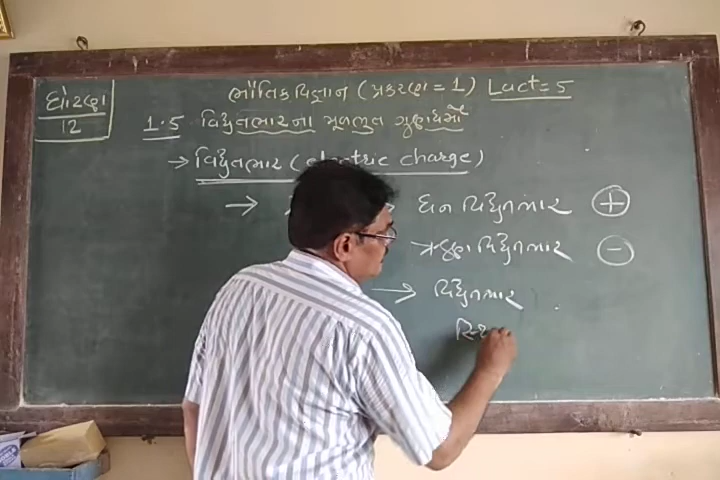 ધોરણ
12
ભૌતિક વિજ્ઞાન (પ્રકરણ = 1) Lact = 5
1.5 વિદ્યુતભારના મૂળભુત ગુણધર્મો
→ વિદ્યુતભાર (electric charge)
→ ધન વિદ્યુતભાર +
ઋણ વિદ્યુતભાર -
→ વિદ્યુતભાર